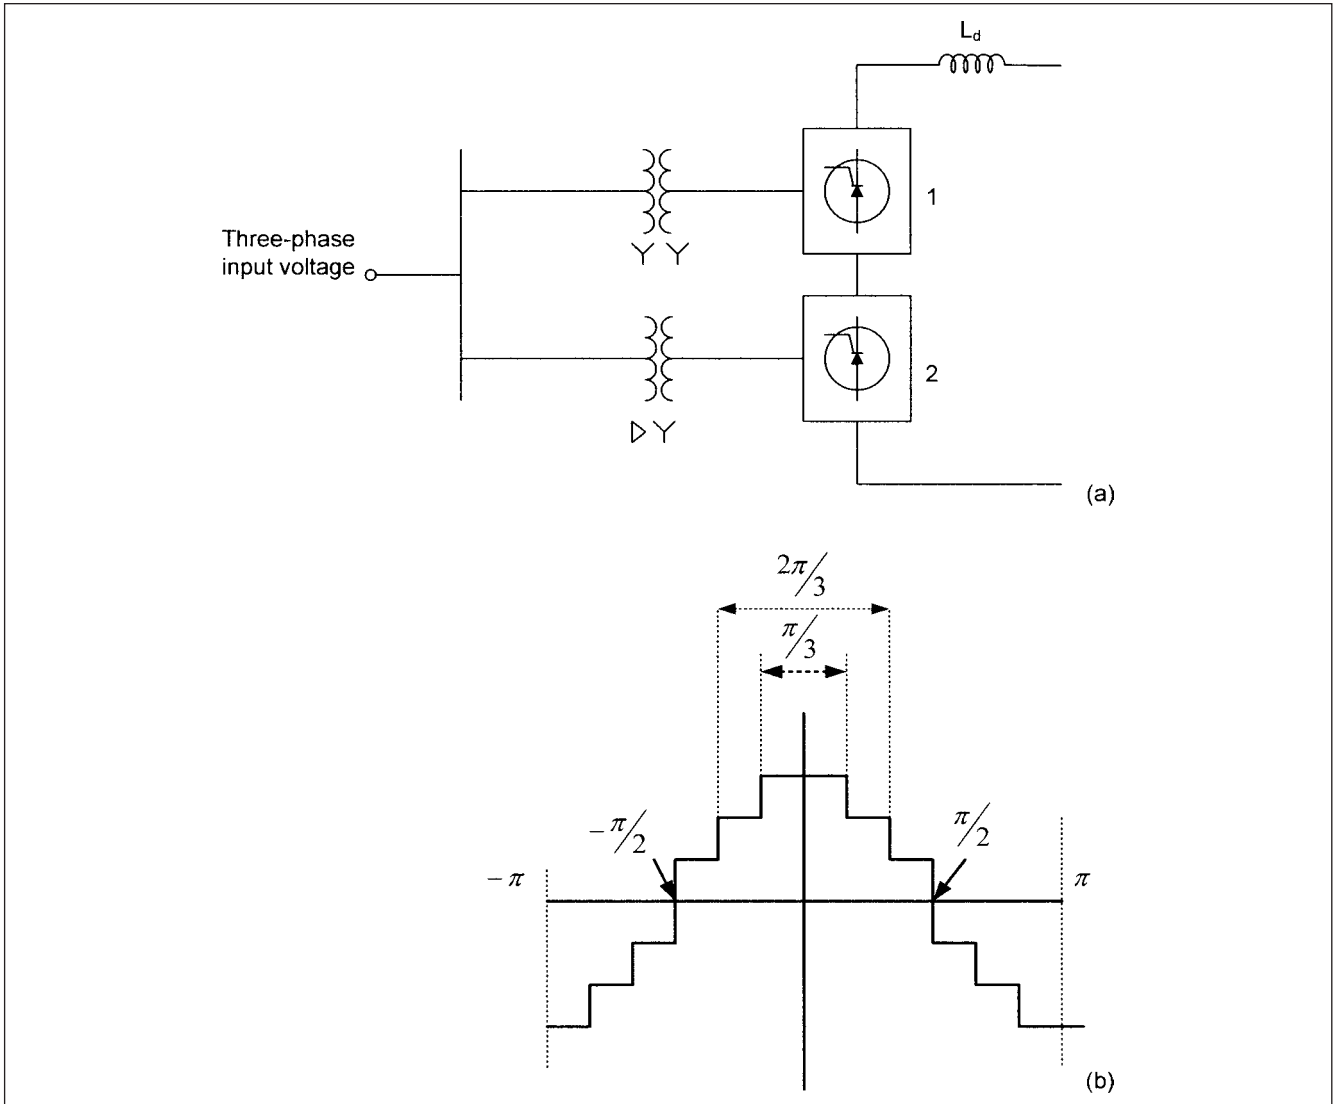 L_d
1
Three-phase
input voltage
Y Y
2
Δ Y
(a)
2π/3
π/3
-π/2
π/2
-π
π
(b)